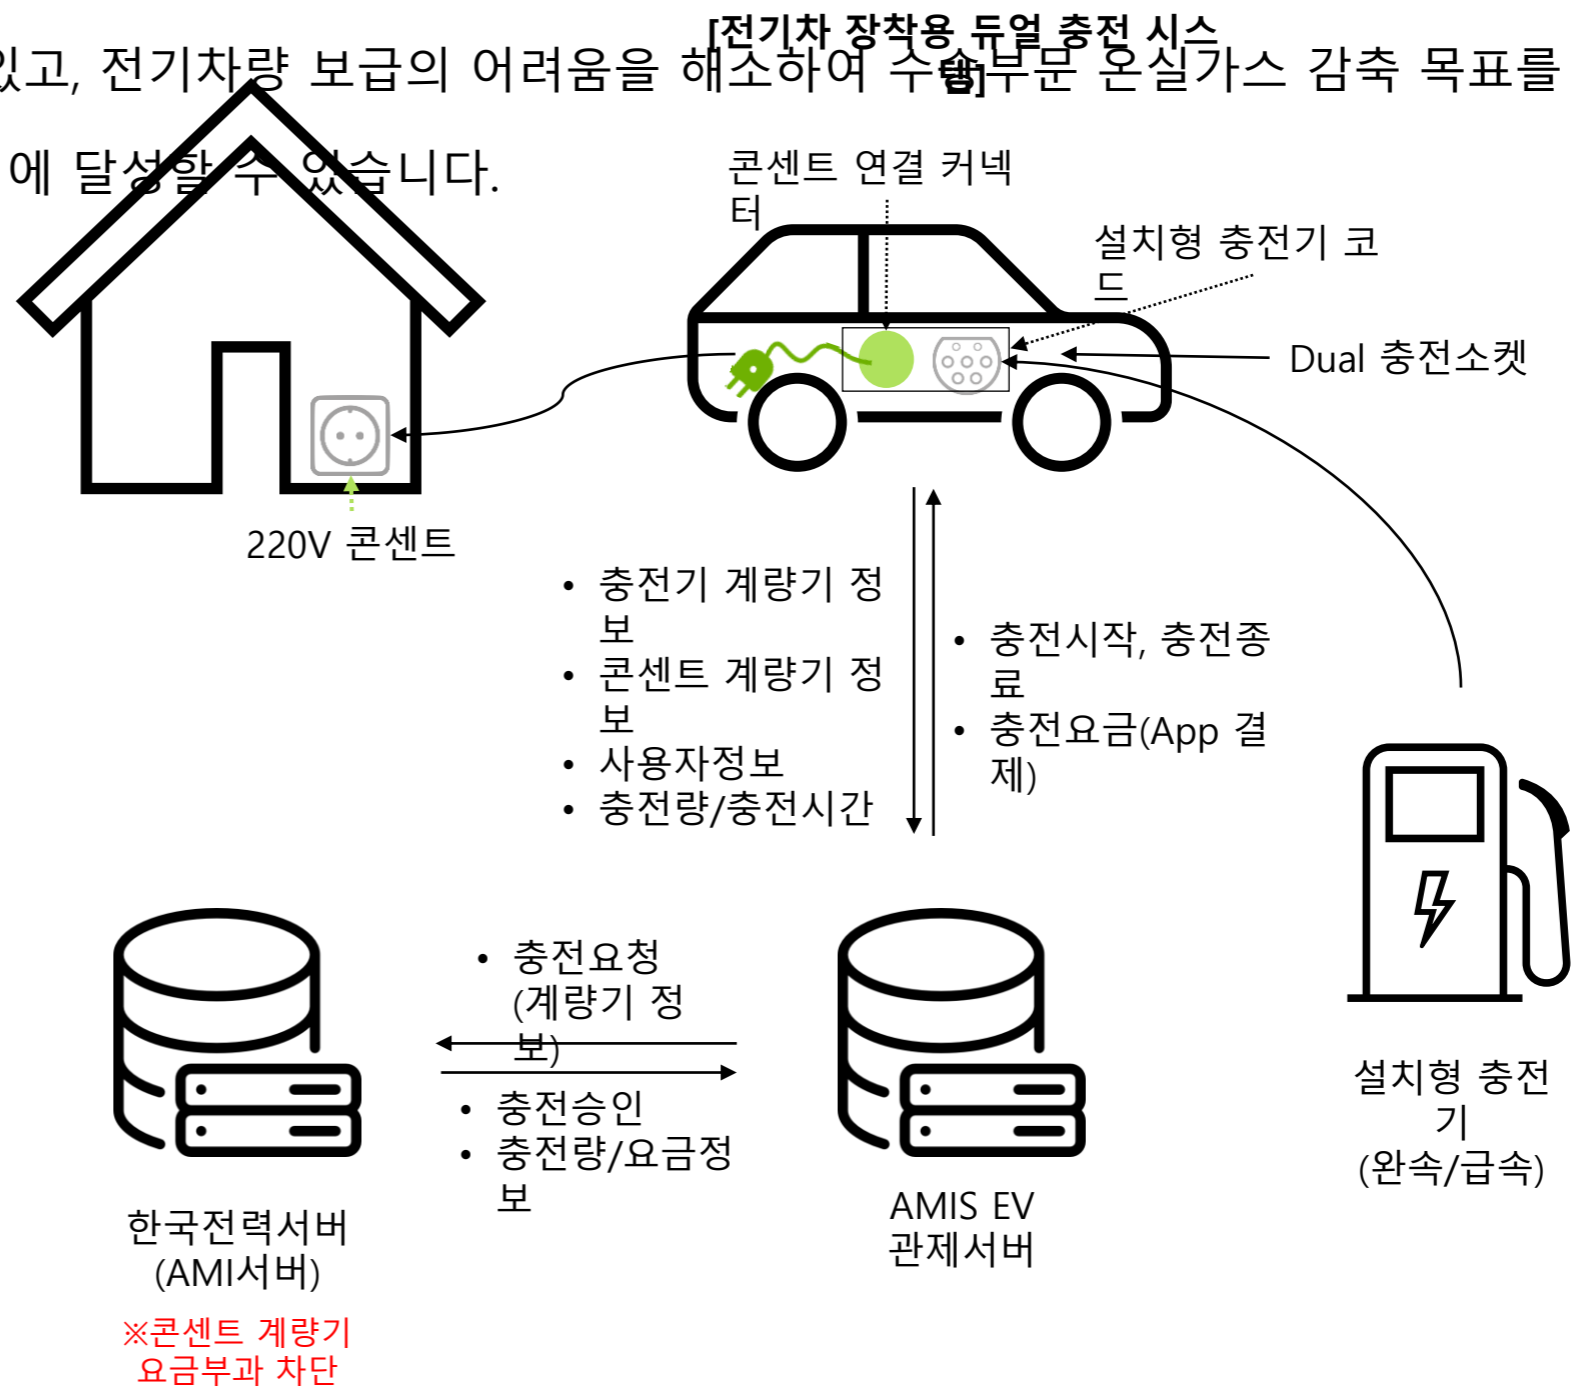 [전기차 장착용 듀얼 충전 시스
템]
있고, 전기차량 보급의 어려움을 해소하여 수송부문 온실가스 감축 목표를
에 달성할 수 있습니다.
콘센트 연결 커넥
터
설치형 충전기 코
드
Dual 충전소켓
220V 콘센트
• 충전기 계량기 정
보
• 콘센트 계량기 정
보
• 사용자정보
• 충전량/충전시간
• 충전시작, 충전종
료
• 충전요금(App 결
제)
• 충전요청
(계량기 정
보)
• 충전승인
• 충전량/요금정
보
설치형 충전
기
(완속/급속)
한국전력서버
(AMI서버)
※콘센트 계량기
요금부과 차단
AMIS EV
관제서버